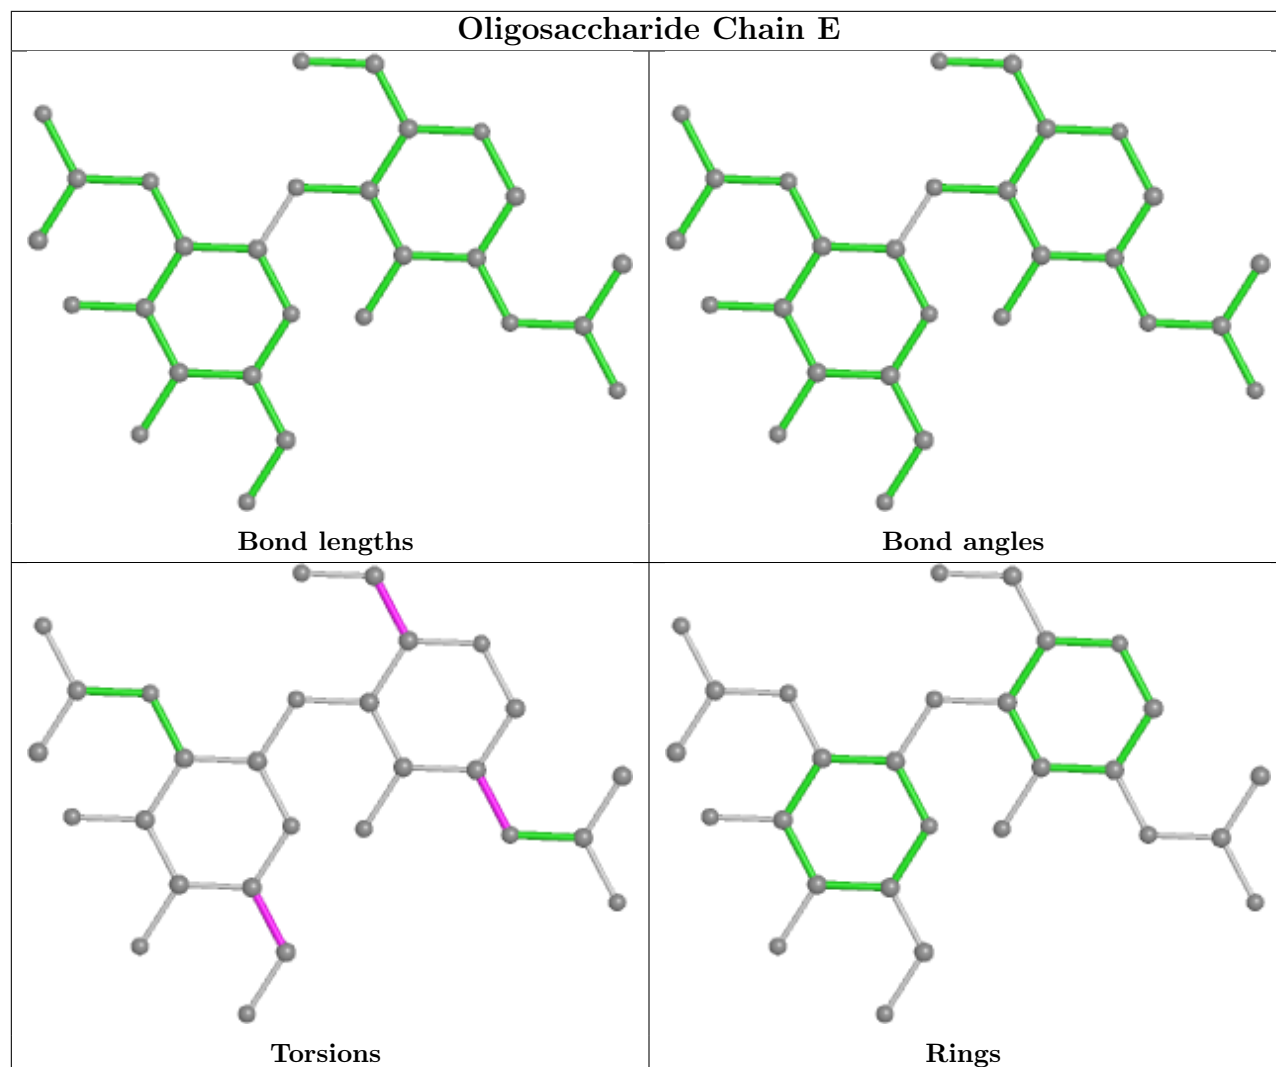 Oligosaccharide Chain E
Bond lengths
Bond angles
Torsions
Rings